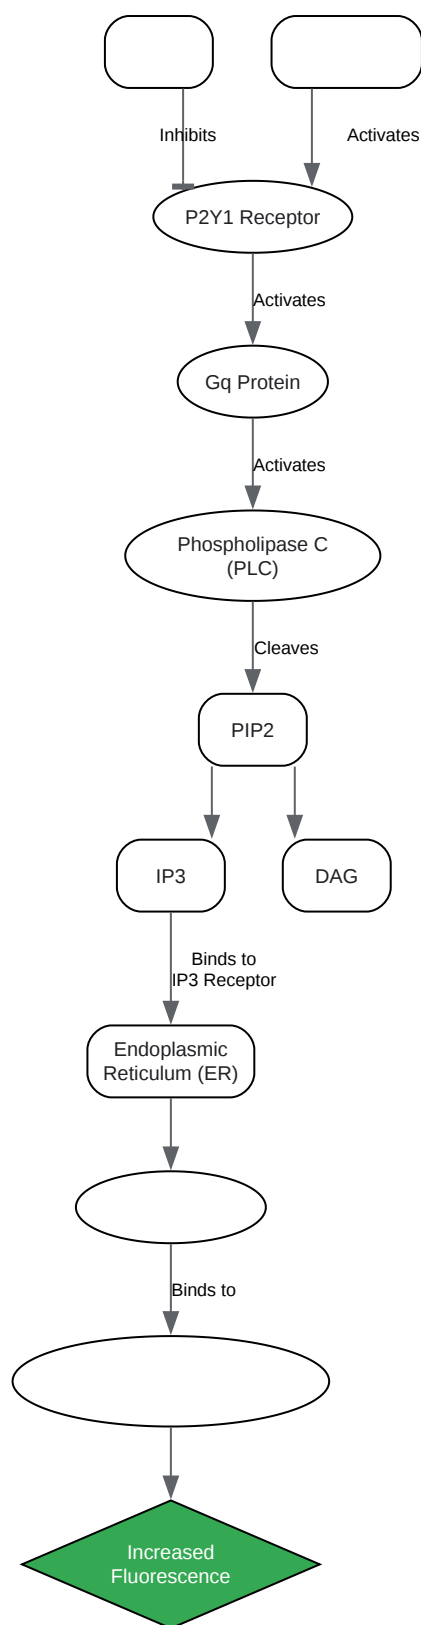 Inhibits
Activates
P2Y1 Receptor
Activates
Gq Protein
Activates
Phospholipase C
(PLC)
Cleaves
PIP2
IP3
DAG
Binds to
IP3 Receptor
Endoplasmic
Reticulum (ER)
Binds to
Increased
Fluorescence